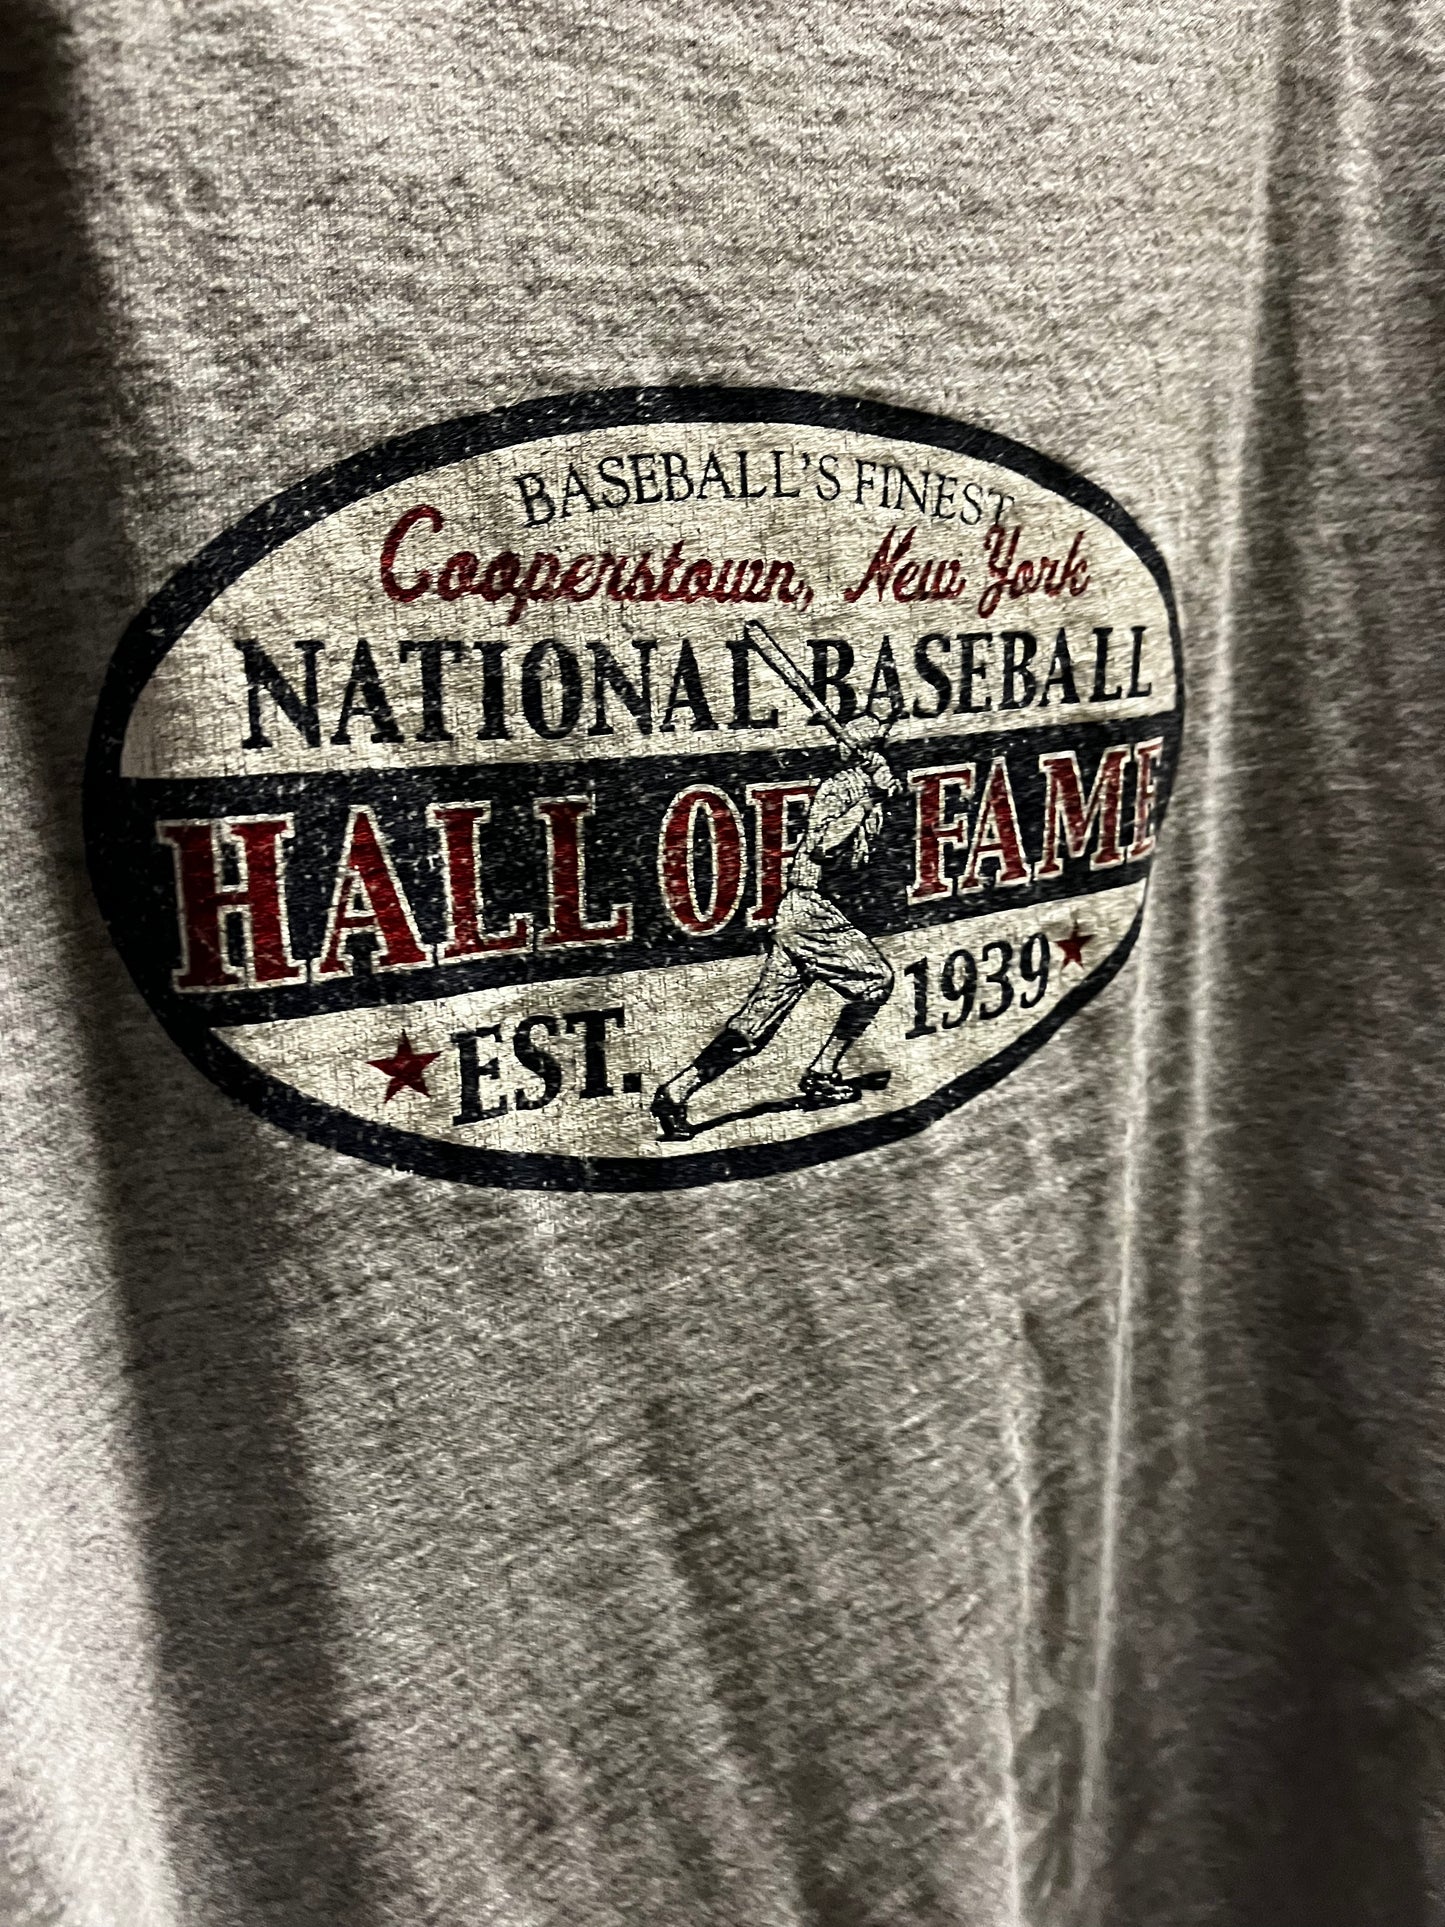 BASEBALL'S FINEST
Cooperstown, New York
NATIONAL BASEBALL
HALL OF FAME
EST. 1939